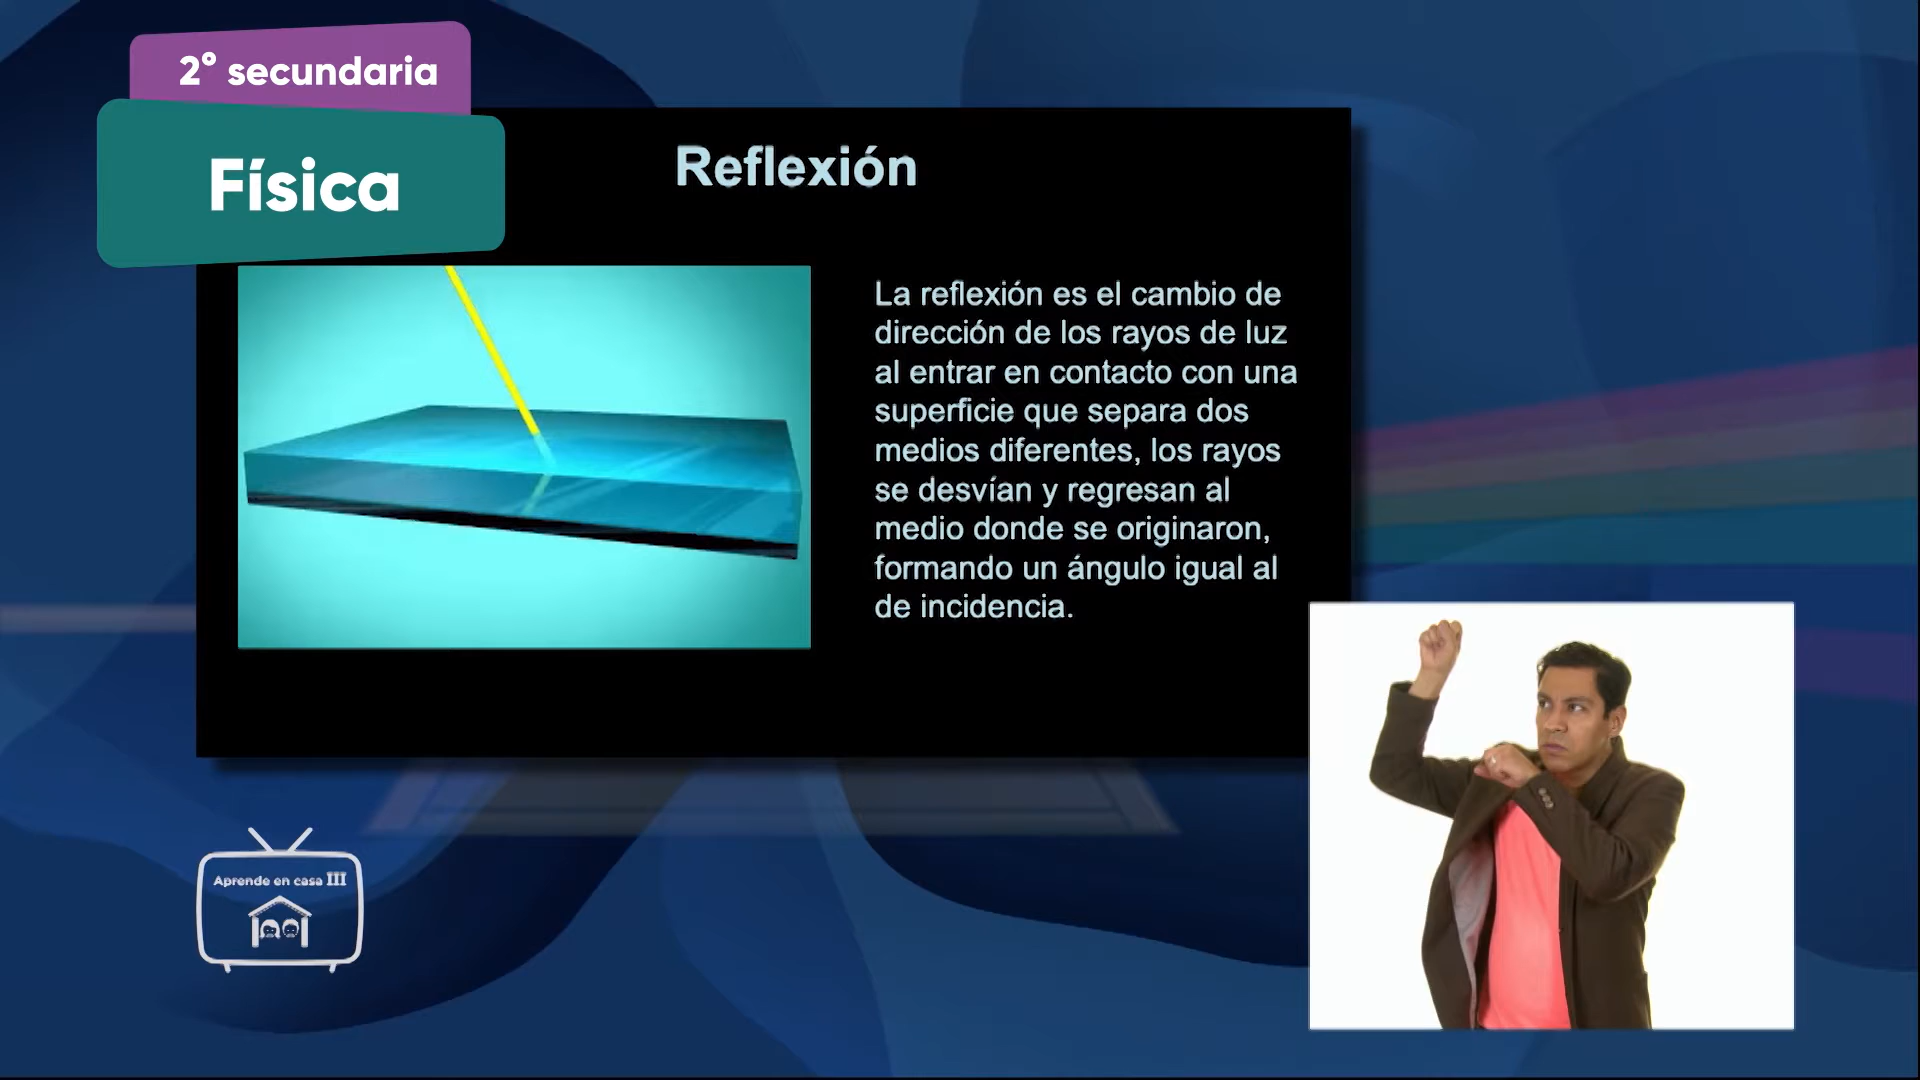 2° secundaria
Física
Reflexión
La reflexión es el cambio de
dirección de los rayos de luz
al entrar en contacto con una
superficie que separa dos
medios diferentes, los rayos
se desvían y regresan al
medio donde se originaron,
formando un ángulo igual al
de incidencia.
Aprende en casa III